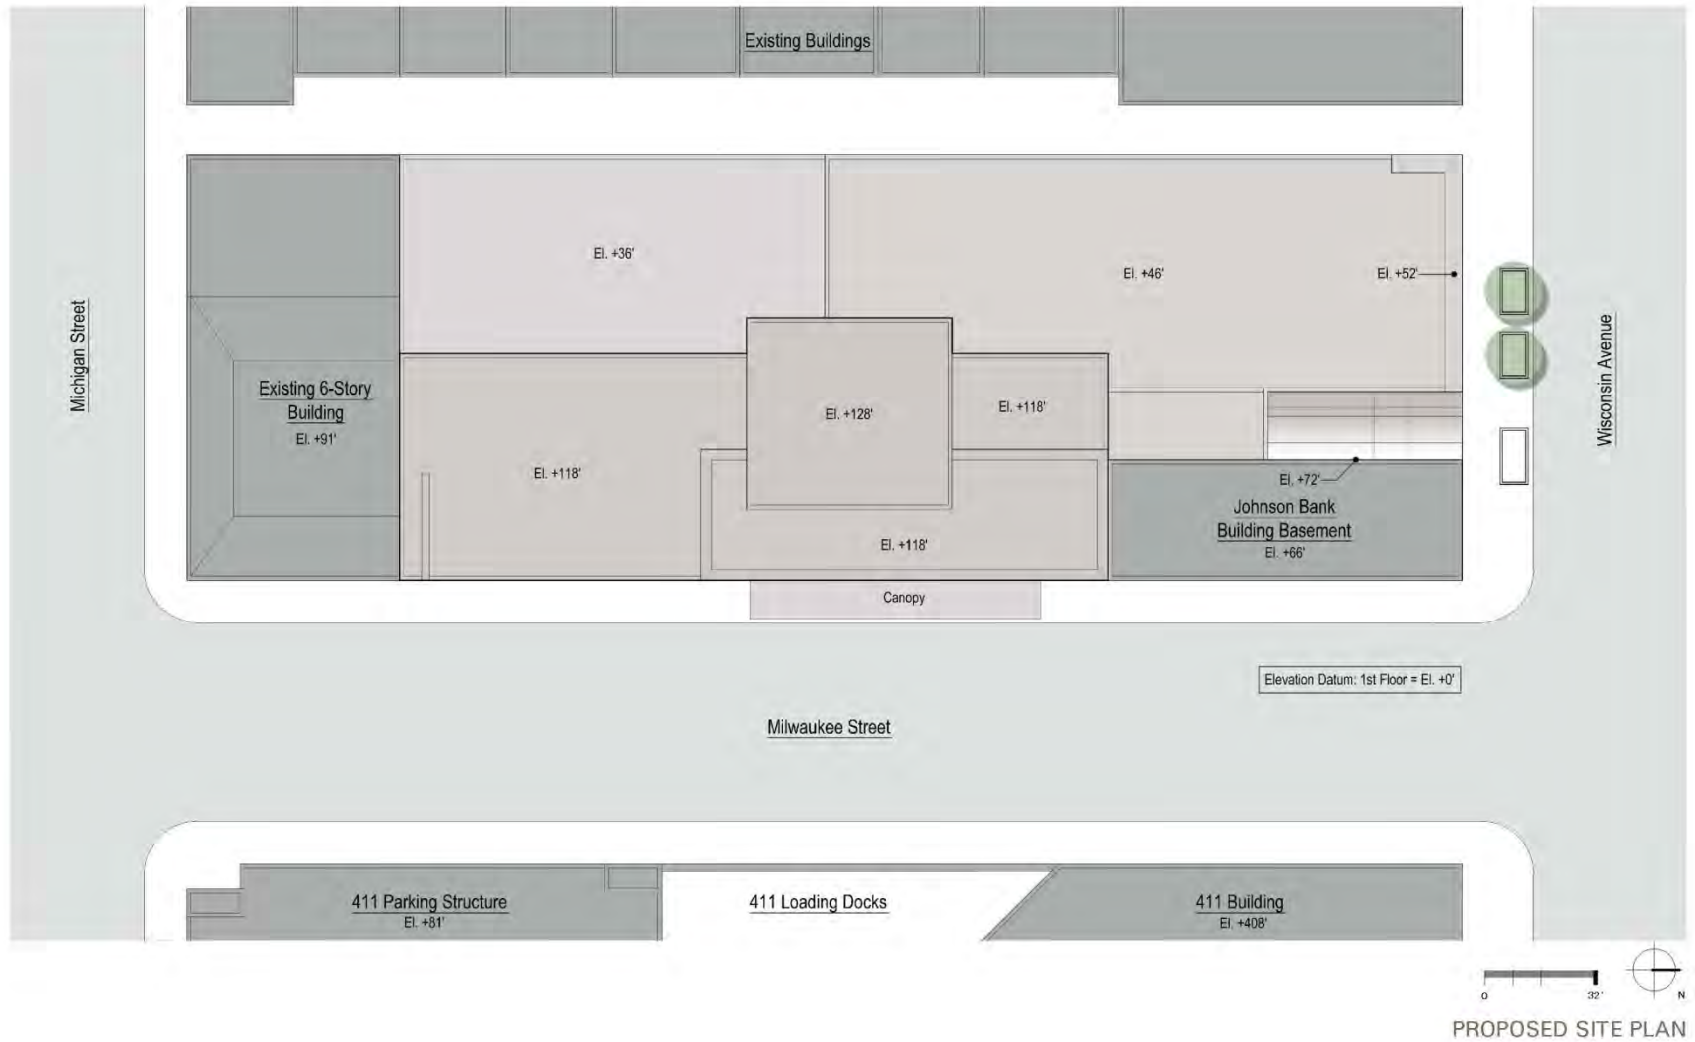 Existing Buildings
El. +36'
El. +46'
El. +52'
Michigan Street
Wisconsin Avenue
Existing 6-Story
Building
El. +91'
El. +128'
El. +118'
El. +118'
El. +72'
Johnson Bank
Building Basement
El. +66'
El. +118'
Canopy
Elevation Datum: 1st Floor = El. +0'
Milwaukee Street
411 Parking Structure
El. +81'
411 Loading Docks
411 Building
El. +408'
0
32'
N
PROPOSED SITE PLAN